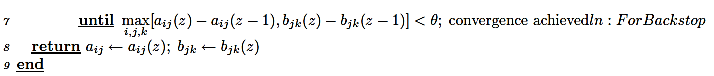 7 until max[a_{ij}(z) − a_{ij}(z − 1), b_{jk}(z) − b_{jk}(z − 1)] < θ; convergence achievedln : ForBackstop
i,j,k
8 return a_{ij} ← a_{ij}(z); b_{jk} ← b_{jk}(z)
9 end